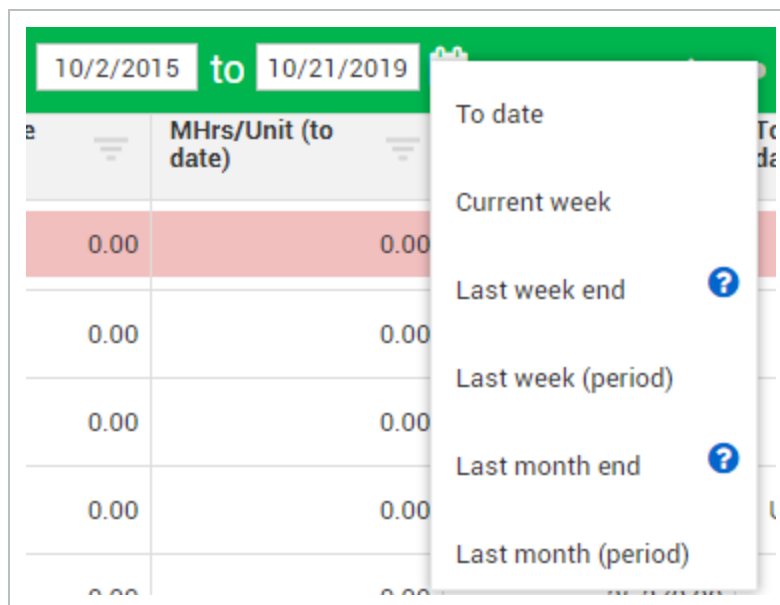 10/2/2015 to 10/21/2019
MHrs/Unit (to
date)
To date
Current week
Last week end ?
Last week (period)
Last month end ?
Last month (period)
0.00 0.00
0.00 0.00
0.00 0.00
0.00 0.00